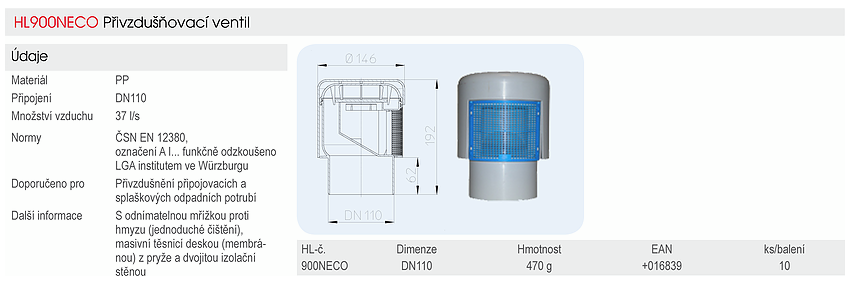 HL900NECO Přivzdušňovací ventil
Údaje
Materiál PP
Připojení DN110
Množství vzduchu 37 l/s
Normy ČSN EN 12380,
označení A I... funkčně odzkoušeno
LGA institutem ve Würzburgu
Doporučeno pro Přivzdušnění připojovacích a
splaškových odpadních potrubí
Další informace S odnímatelnou mřížkou proti
hmyzu (jednoduché čištění),
masivní těsnicí deskou (membrá-
nou) z pryže a dvojitou izolační
stěnou
Ø 146
192
62
DN 110
HL-č. Dimenze Hmotnost EAN ks/balení
900NECO DN110 470 g +016839 10